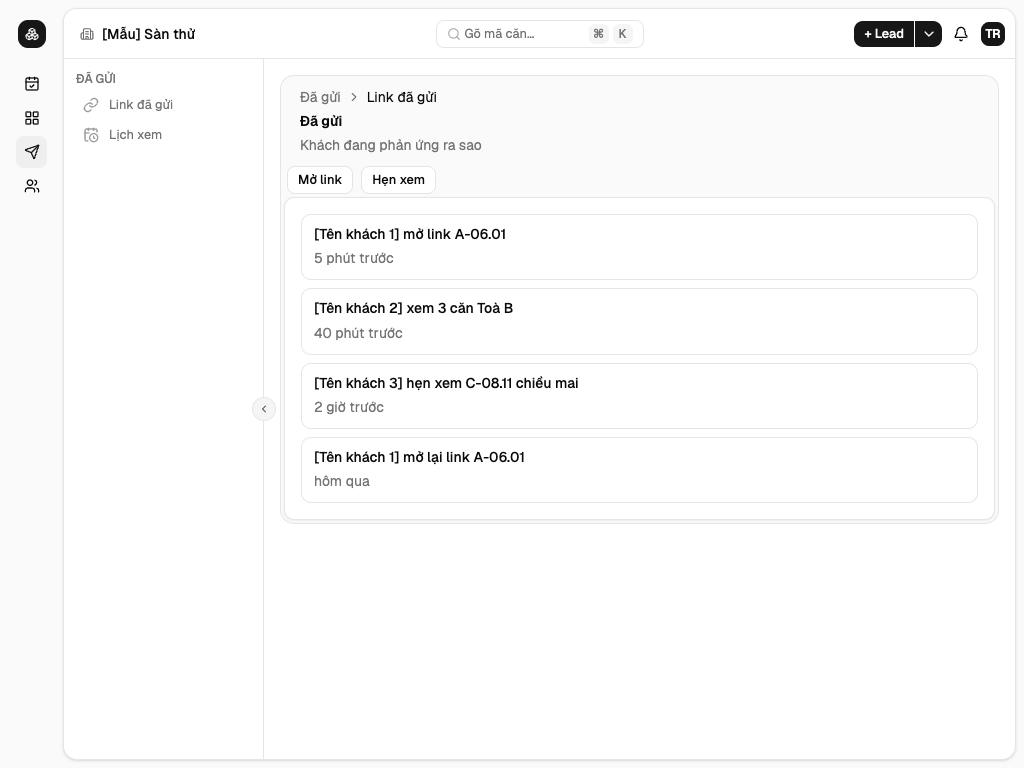 [Mẫu] Sàn thử
Gõ mã căn...
⌘ K
+ Lead
TR
ĐÃ GỬI
Link đã gửi
Lịch xem
Đã gửi > Link đã gửi
Đã gửi
Khách đang phản ứng ra sao
Mở link
Hẹn xem
[Tên khách 1] mở link A-06.01
5 phút trước
[Tên khách 2] xem 3 căn Toà B
40 phút trước
[Tên khách 3] hẹn xem C-08.11 chiều mai
2 giờ trước
[Tên khách 1] mở lại link A-06.01
hôm qua